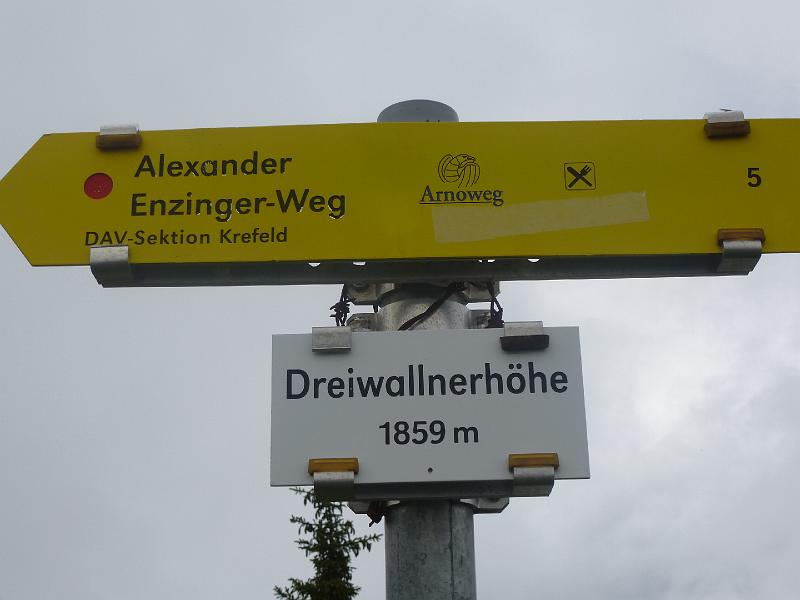 Alexander
Enzinger-Weg
DAV-Sektion Krefeld
Arnoweg
5
Dreiwallnerhöhe
1859 m